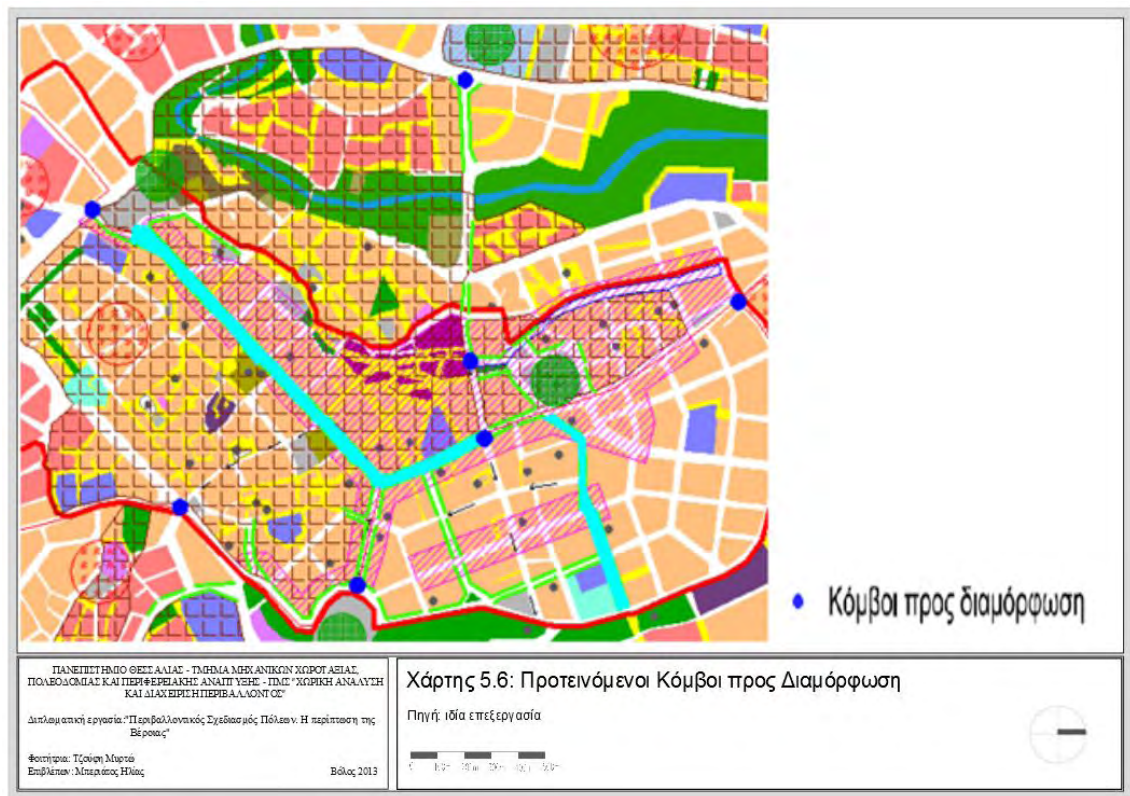 Κόμβοι προς διαμόρφωση
ΠΑΝΕΠΙΣΤΗΜΙΟ ΘΕΣΣΑΛΙΑΣ - ΤΜΗΜΑ ΜΗΧΑΝΙΚΩΝ ΧΩΡΟΤΑΞΙΑΣ,
ΠΟΛΕΟΔΟΜΙΑΣ ΚΑΙ ΠΕΡΙΦΕΡΕΙΑΚΗΣ ΑΝΑΠΤΥΞΗΣ - ΠΜΣ "ΧΩΡΙΚΗ ΑΝΑΛΥΣΗ
ΚΑΙ ΔΙΑΧΕΙΡΙΣΗ ΠΕΡΙΒΑΛΛΟΝΤΟΣ"
Διπλωματική εργασία:"Περιβαλλοντικός Σχεδιασμός Πόλεων. Η περίπτωση της
Βέροιας"
Φοιτήτρια: Τζούφη Μυρτώ
Επιβλέπων: Μπεριάτος Ηλίας
Βόλος 2013
Χάρτης 5.6: Προτεινόμενοι Κόμβοι προς Διαμόρφωση
Πηγή: ιδία επεξεργασία